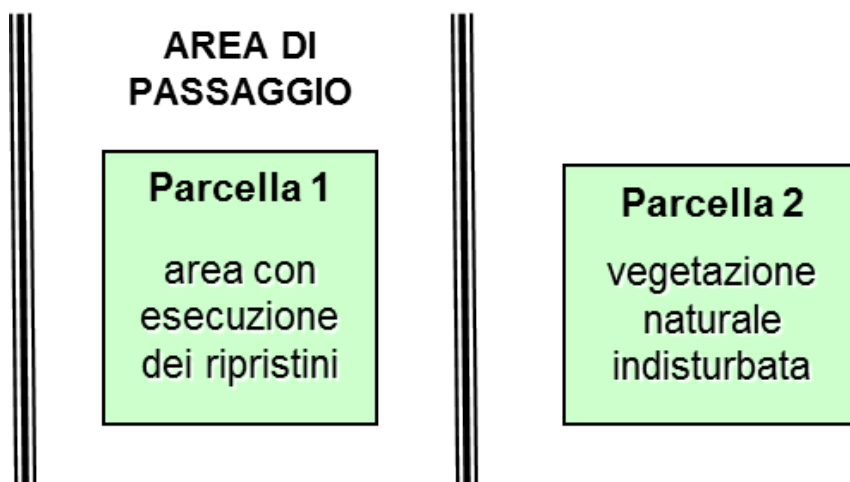 AREA DI
PASSAGGIO
Parcella 1
area con
esecuzione
dei ripristini
Parcella 2
vegetazione
naturale
indisturbata